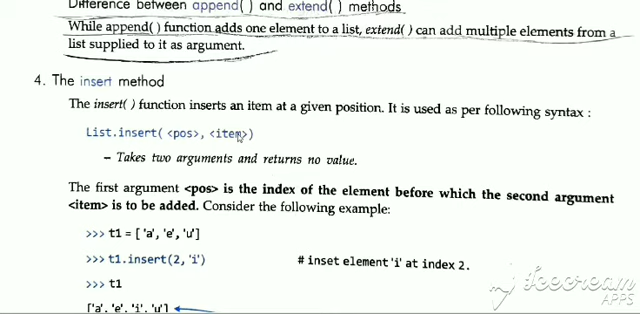 Difference between append( ) and extend( ) methods
While append( ) function adds one element to a list, extend( ) can add multiple elements from a
list supplied to it as argument.
4. The insert method
The insert( ) function inserts an item at a given position. It is used as per following syntax :
List.insert( <pos>, <item>)
– Takes two arguments and returns no value.
The first argument <pos> is the index of the element before which the second argument
<item> is to be added. Consider the following example:
>>> t1 = [ 'a', 'e', 'u']
>>> t1.insert(2, 'i')    # inset element 'i' at index 2.
>>> t1
['a', 'e', 'i', 'u']
Icecream
APPS